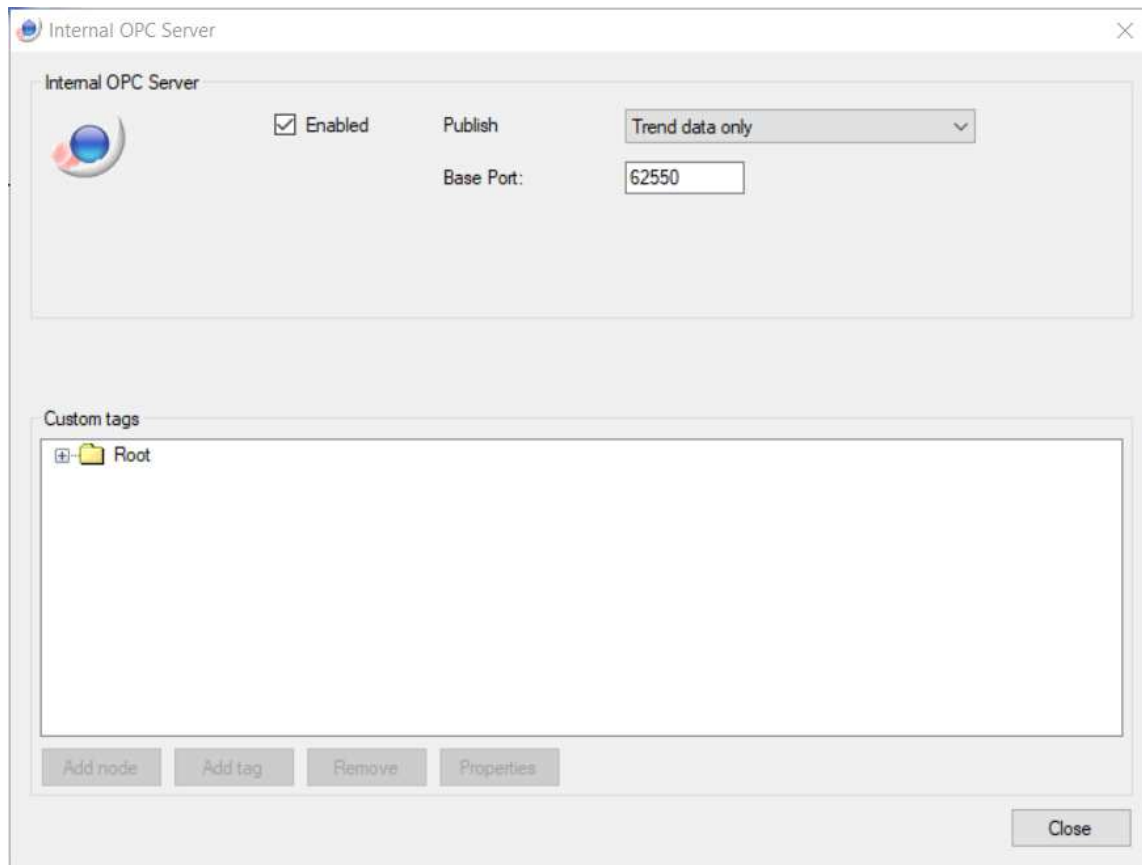 Internal OPC Server
Internal OPC Server
Enabled
Publish
Trend data only
Base Port:
62550
Custom tags
Root
Add node
Add tag
Remove
Properties
Close